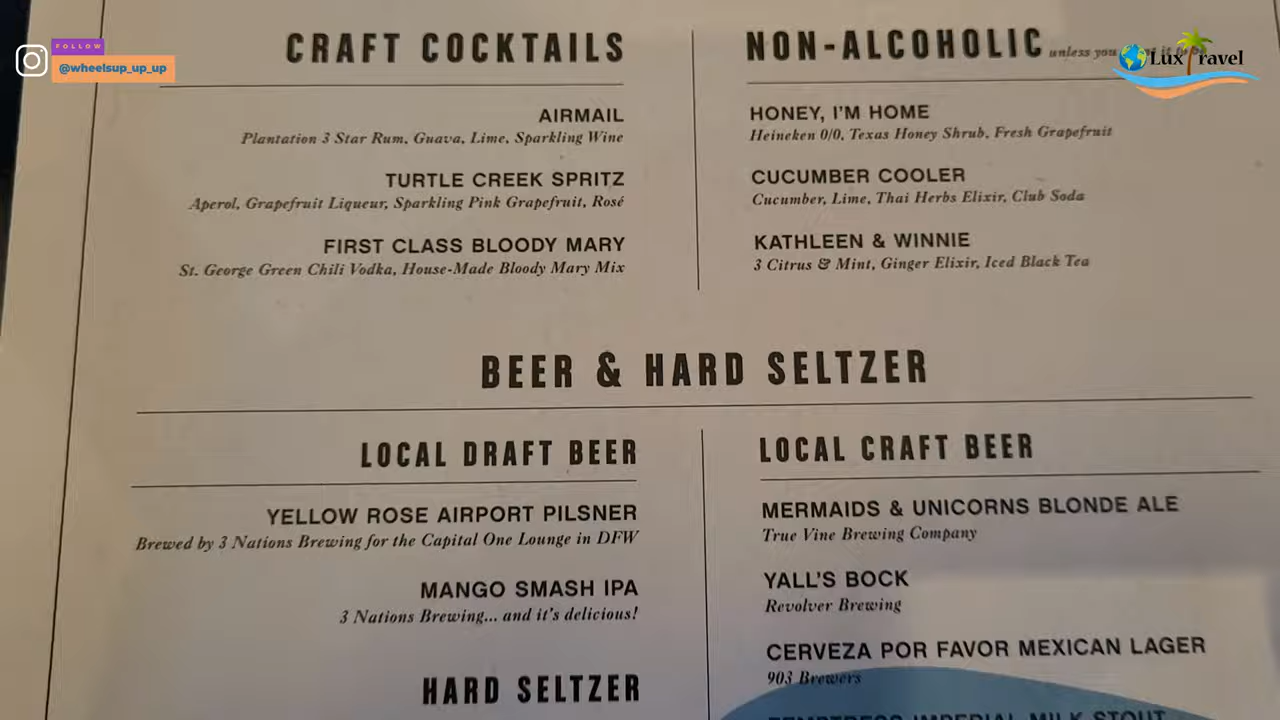 FOLLOW
@wheelsup_up_up
Lux Travel
CRAFT COCKTAILS
AIRMAIL
Plantation 3 Star Rum, Guava, Lime, Sparkling Wine
TURTLE CREEK SPRITZ
Aperol, Grapefruit Liqueur, Sparkling Pink Grapefruit, Rosé
FIRST CLASS BLOODY MARY
St. George Green Chili Vodka, House-Made Bloody Mary Mix
NON-ALCOHOLIC unless you
HONEY, I'M HOME
Heineken 0/0, Texas Honey Shrub, Fresh Grapefruit
CUCUMBER COOLER
Cucumber, Lime, Thai Herbs Elixir, Club Soda
KATHLEEN & WINNIE
3 Citrus & Mint, Ginger Elixir, Iced Black Tea
BEER & HARD SELTZER
LOCAL DRAFT BEER
YELLOW ROSE AIRPORT PILSNER
Brewed by 3 Nations Brewing for the Capital One Lounge in DFW
MANGO SMASH IPA
3 Nations Brewing... and it's delicious!
HARD SELTZER
LOCAL CRAFT BEER
MERMAIDS & UNICORNS BLONDE ALE
True Vine Brewing Company
YALL'S BOCK
Revolver Brewing
CERVEZA POR FAVOR MEXICAN LAGER
903 Brewers
TEMPTRESS IMPERIAL MILK STOUT